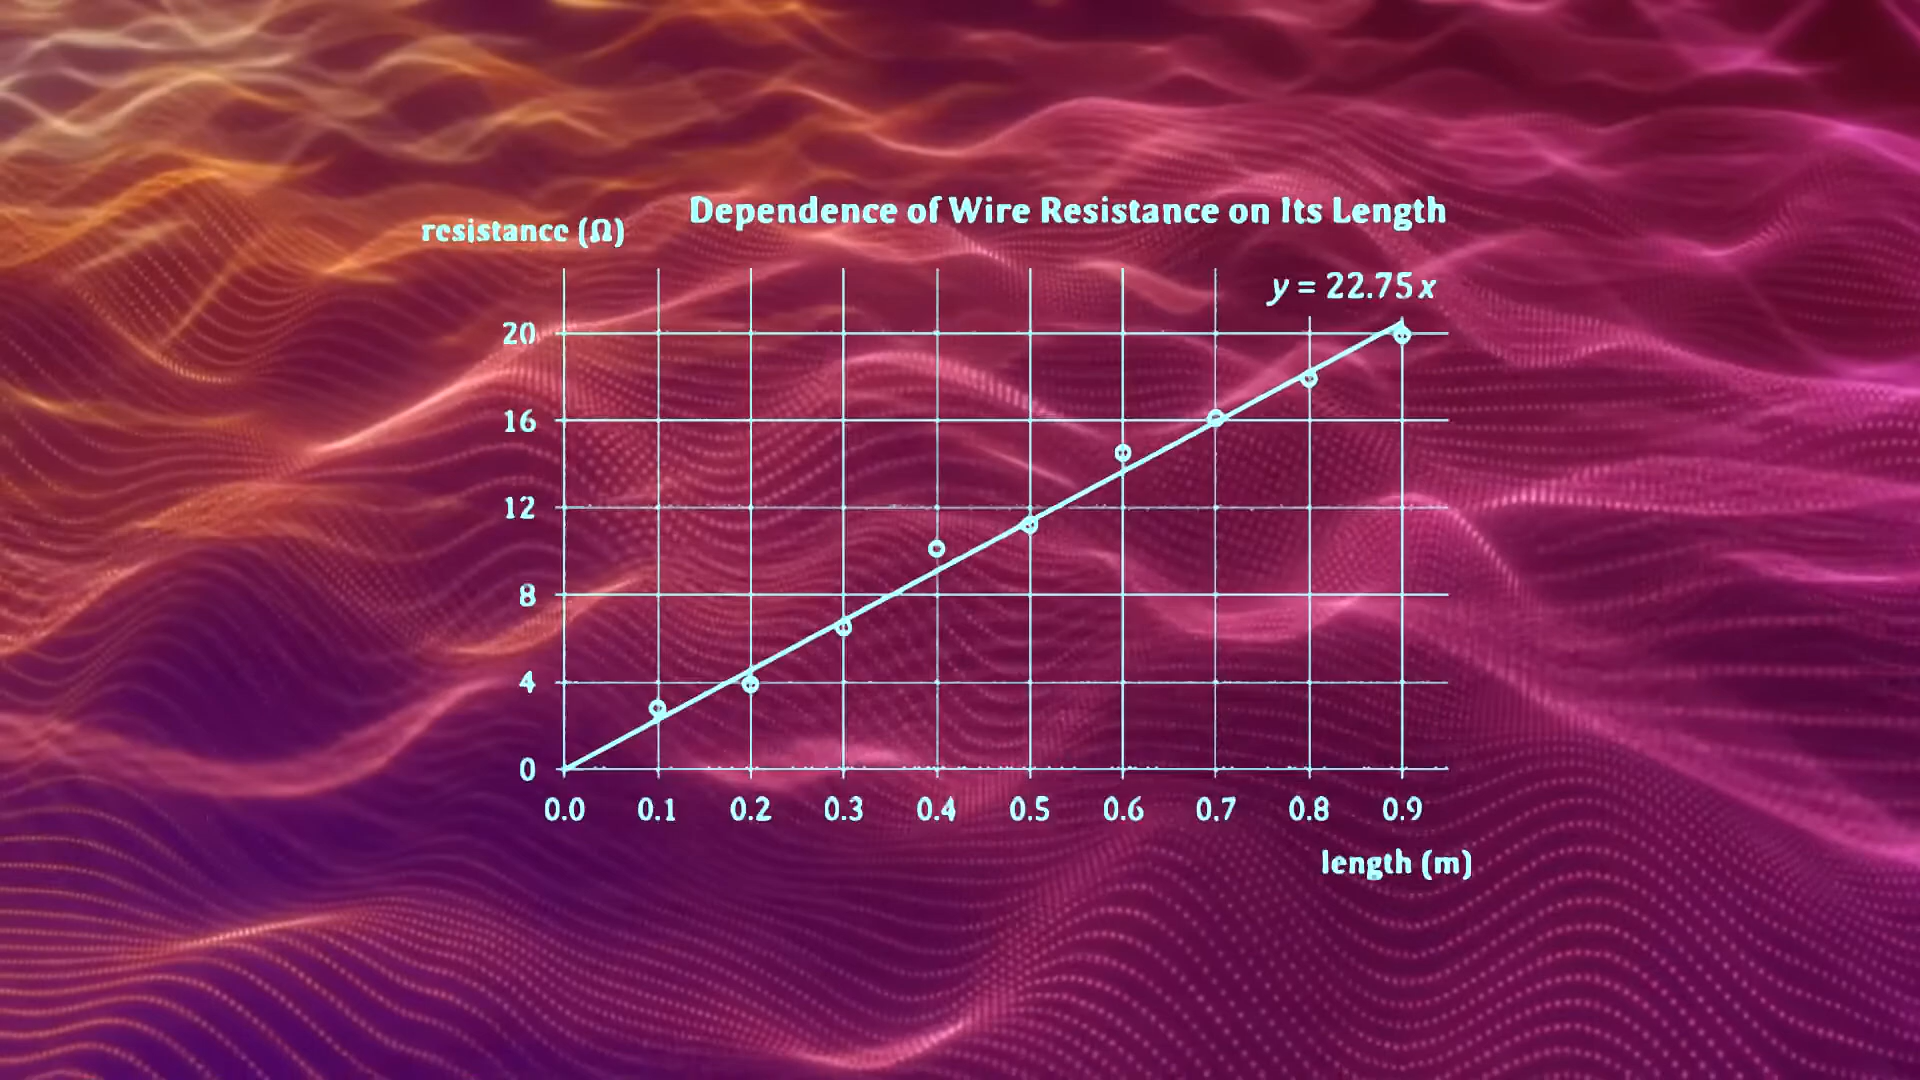 Dependence of Wire Resistance on Its Length
resistance (Ω)
y = 22.75x
20
16
12
8
4
0
0.0 0.1 0.2 0.3 0.4 0.5 0.6 0.7 0.8 0.9
length (m)